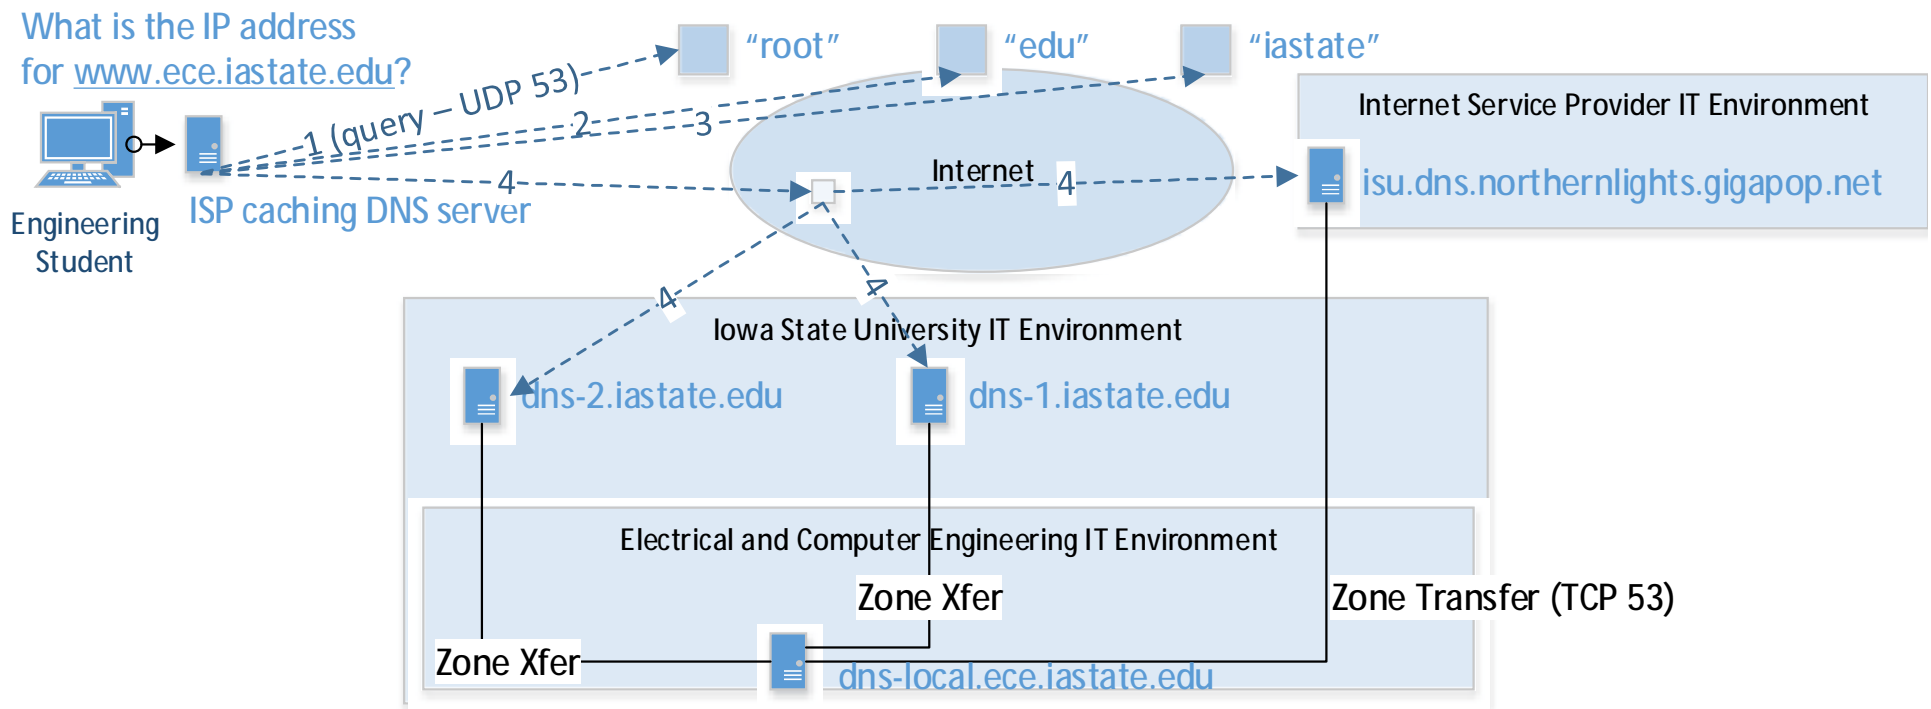 What is the IP address
for www.ece.iastate.edu?
“root”
“edu”
“iastate”
1 (query – UDP 53)
2
3
4
4
4
4
Internet
Engineering
Student
ISP caching DNS server
Internet Service Provider IT Environment
isu.dns.northernlights.gigapop.net
Iowa State University IT Environment
dns-2.iastate.edu
dns-1.iastate.edu
Electrical and Computer Engineering IT Environment
Zone Xfer
Zone Transfer (TCP 53)
Zone Xfer
dns-local.ece.iastate.edu